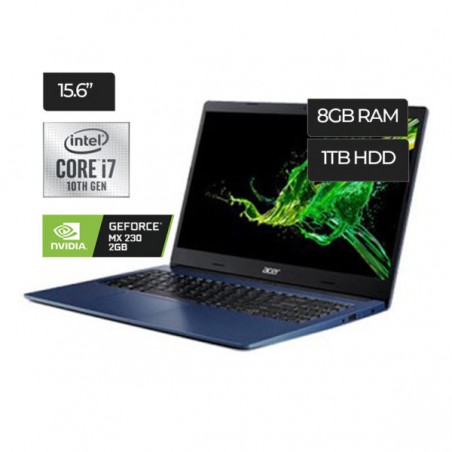 15.6”
8GB RAM
1TB HDD
intel
CORE i7
10TH GEN
NVIDIA
GEFORCE
MX 230
2GB
acer